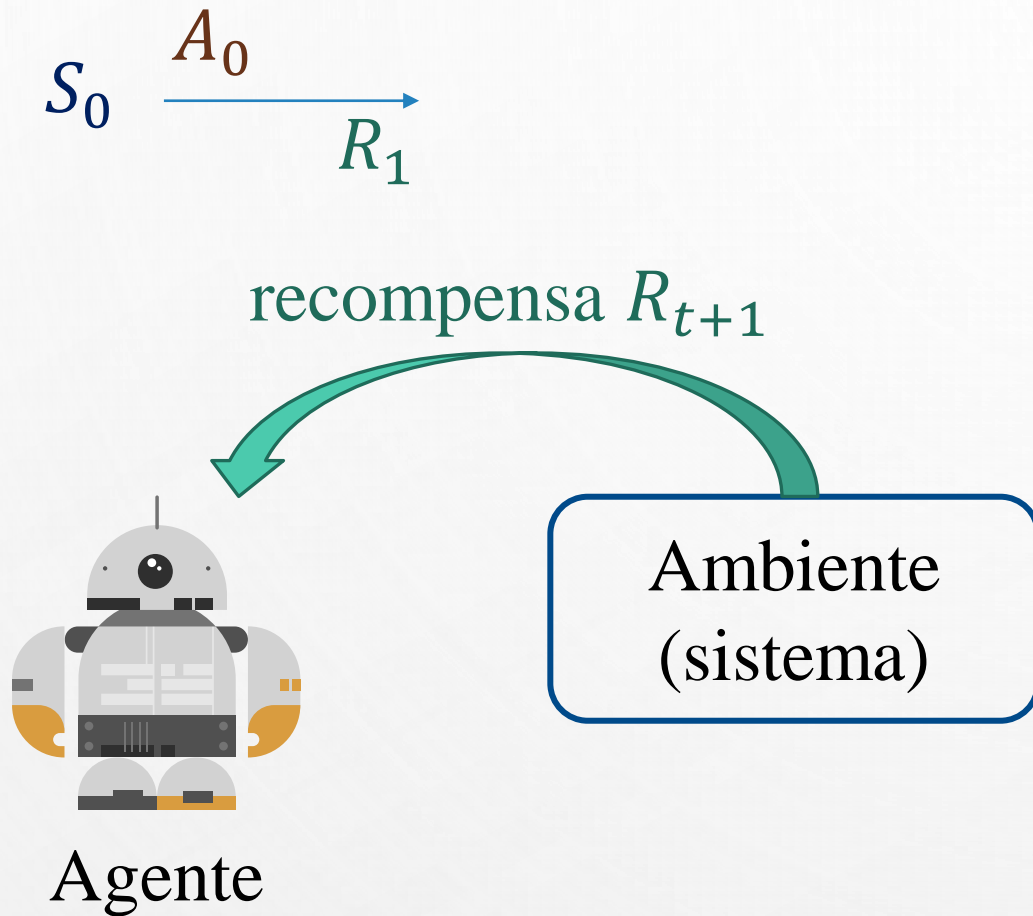 A₀
S₀
R₁
recompensa Rₜ₊₁
Ambiente
(sistema)
Agente